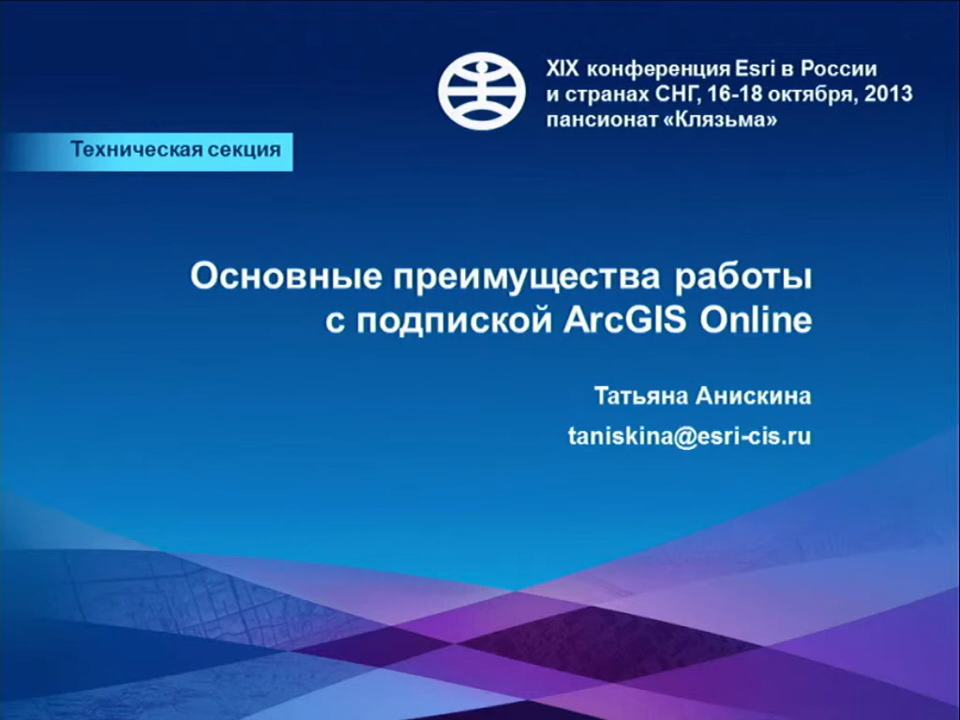 XIX конференция Esri в России
и странах СНГ, 16-18 октября, 2013
пансионат «Клязьма»
Техническая секция
Основные преимущества работы
с подпиской ArcGIS Online
Татьяна Анискина
taniskina@esri-cis.ru